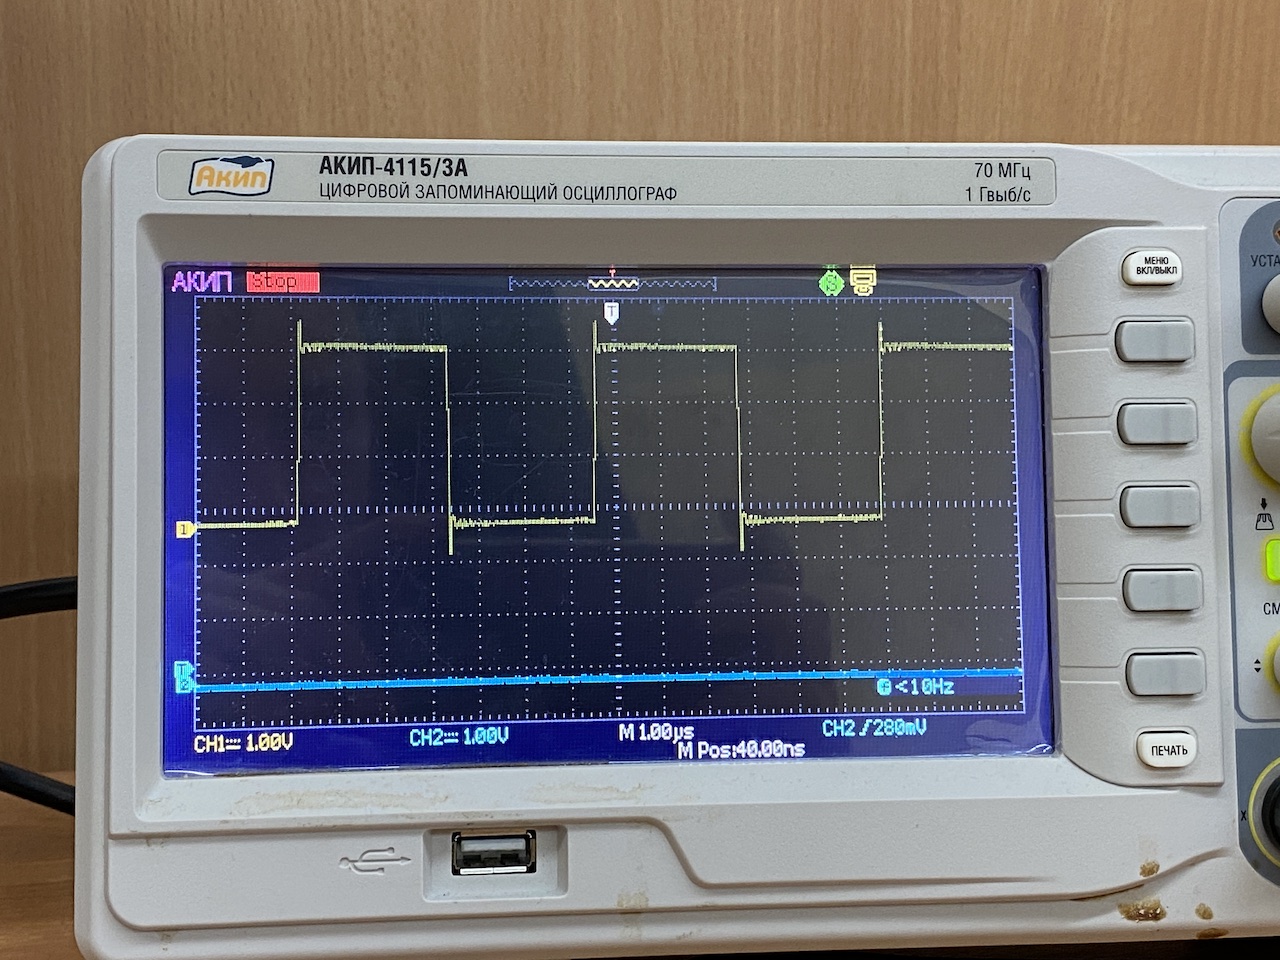 Акип
АКИП-4115/3А
ЦИФРОВОЙ ЗАПОМИНАЮЩИЙ ОСЦИЛЛОГРАФ
70 МГц
1 Гвыб/с
МЕНЮ
ВКЛ/ВЫКЛ
УСТА
АКИП Stop
T
1
<10Hz
CH1 1.00V
CH2 1.00V
M 1.00µs
M Pos:40.00ns
CH2 280mV
СМ
ПЕЧАТЬ
X